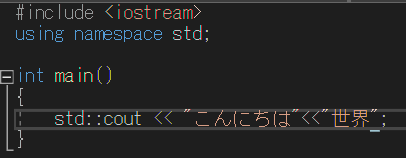 #include <iostream>
using namespace std;
int main()
{
std::cout << "こんにちは"<<"世界";
}